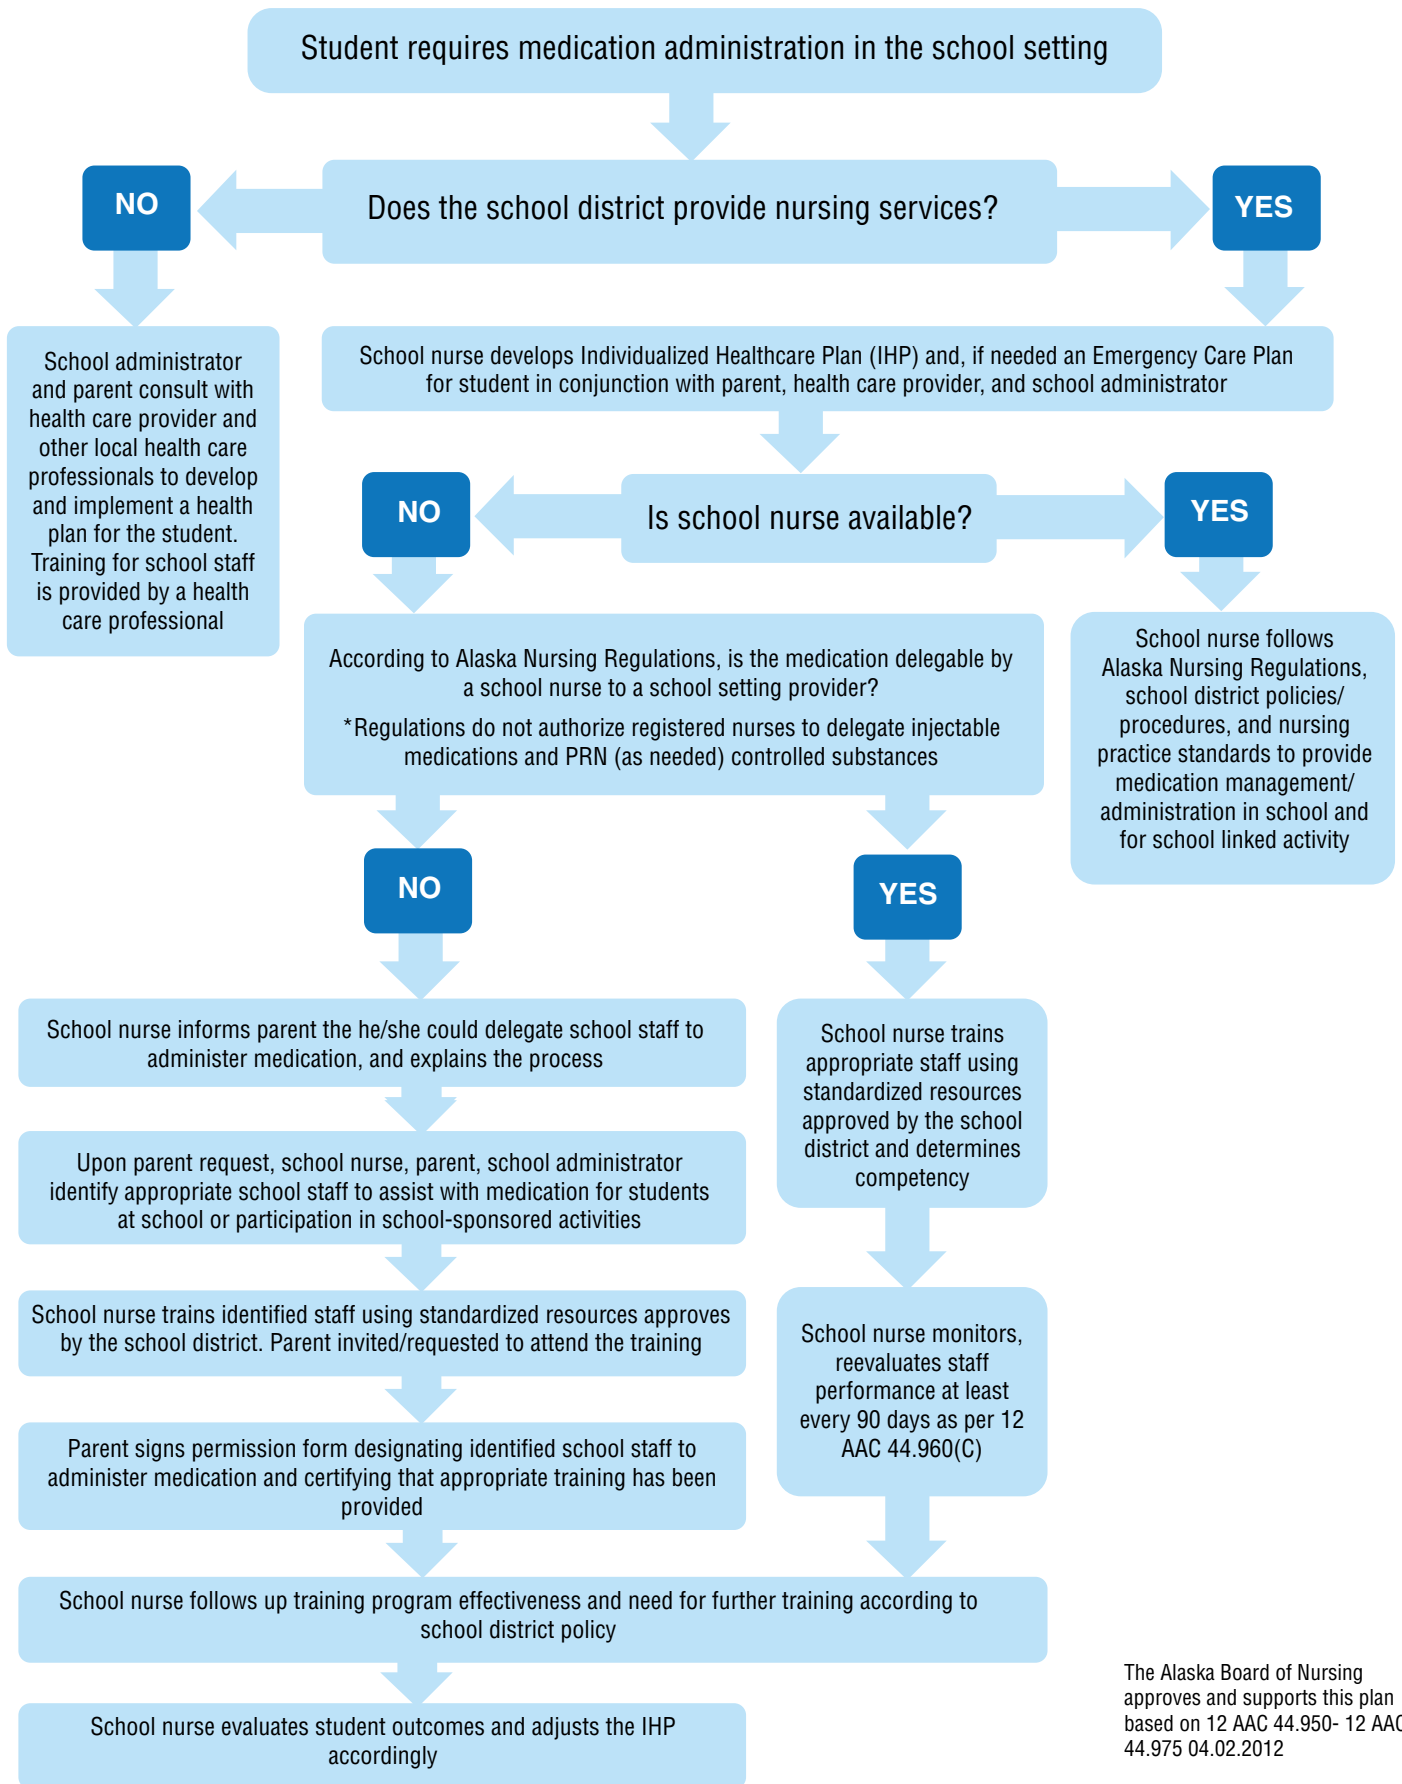 Student requires medication administration in the school setting
NO
Does the school district provide nursing services?
YES
School administrator
and parent consult with
health care provider and
other local health care
professionals to develop
and implement a health
plan for the student.
Training for school staff
is provided by a health
care professional
School nurse develops Individualized Healthcare Plan (IHP) and, if needed an Emergency Care Plan
for student in conjunction with parent, health care provider, and school administrator
NO
Is school nurse available?
YES
According to Alaska Nursing Regulations, is the medication delegable by
a school nurse to a school setting provider?
*Regulations do not authorize registered nurses to delegate injectable
medications and PRN (as needed) controlled substances
School nurse follows
Alaska Nursing Regulations,
school district policies/
procedures, and nursing
practice standards to provide
medication management/
administration in school and
for school linked activity
NO
YES
School nurse informs parent the he/she could delegate school staff to
administer medication, and explains the process
Upon parent request, school nurse, parent, school administrator
identify appropriate school staff to assist with medication for students
at school or participation in school-sponsored activities
School nurse trains identified staff using standardized resources approves
by the school district. Parent invited/requested to attend the training
Parent signs permission form designating identified school staff to
administer medication and certifying that appropriate training has been
provided
School nurse trains
appropriate staff using
standardized resources
approved by the school
district and determines
competency
School nurse monitors,
reevaluates staff
performance at least
every 90 days as per 12
AAC 44.960(C)
School nurse follows up training program effectiveness and need for further training according to
school district policy
School nurse evaluates student outcomes and adjusts the IHP
accordingly
The Alaska Board of Nursing
approves and supports this plan
based on 12 AAC 44.950- 12 AAC
44.975 04.02.2012